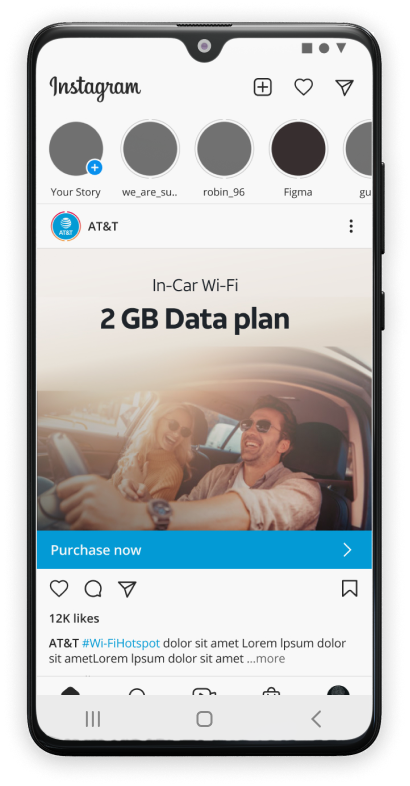 Instagram
Your Story
we_are_su..
robin_96
Figma
gu
AT&T
AT&T
In-Car Wi-Fi
2 GB Data plan
Purchase now
12K likes
AT&T #Wi-FiHotspot dolor sit amet Lorem lpsum dolor
sit ametLorem lpsum dolor sit amet ...more